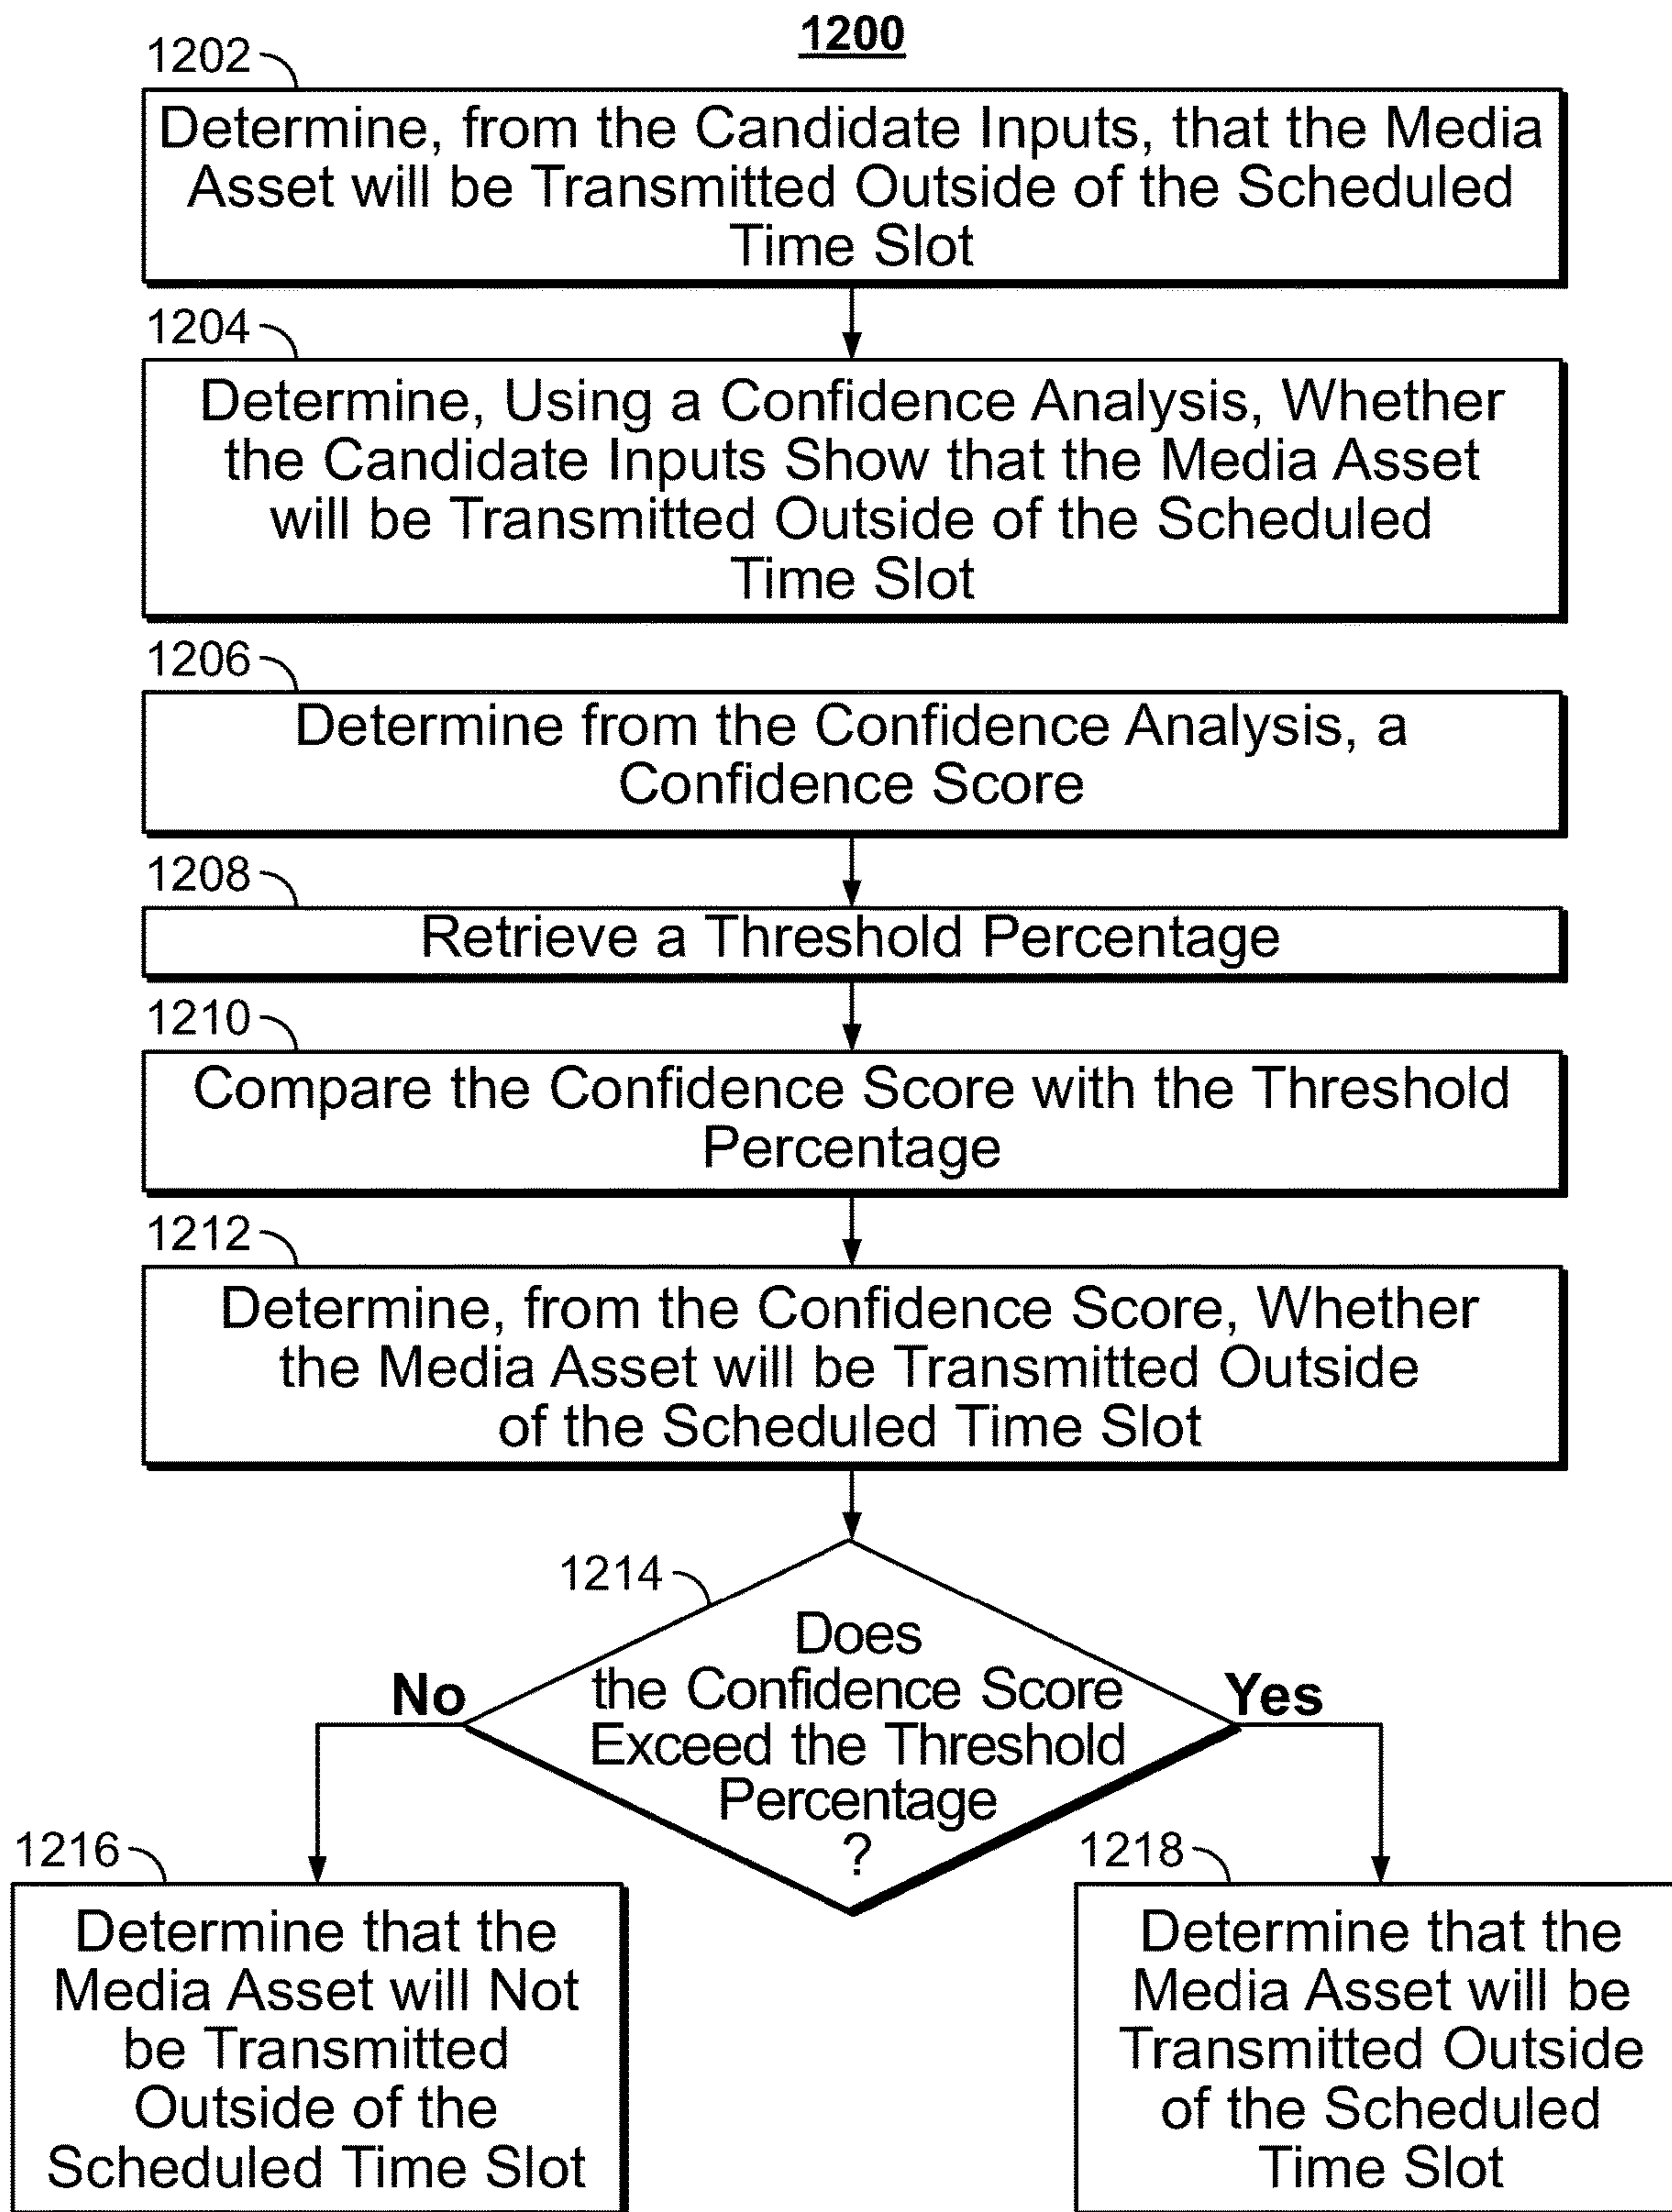 1200
1202
Determine, from the Candidate Inputs, that the Media
Asset will be Transmitted Outside of the Scheduled
Time Slot
1204
Determine, Using a Confidence Analysis, Whether
the Candidate Inputs Show that the Media Asset
will be Transmitted Outside of the Scheduled
Time Slot
1206
Determine from the Confidence Analysis, a
Confidence Score
1208
Retrieve a Threshold Percentage
1210
Compare the Confidence Score with the Threshold
Percentage
1212
Determine, from the Confidence Score, Whether
the Media Asset will be Transmitted Outside
of the Scheduled Time Slot
1214
Does
the Confidence Score
Exceed the Threshold
Percentage
?
No
Yes
1216
Determine that the
Media Asset will Not
be Transmitted
Outside of the
Scheduled Time Slot
1218
Determine that the
Media Asset will be
Transmitted Outside
of the Scheduled
Time Slot